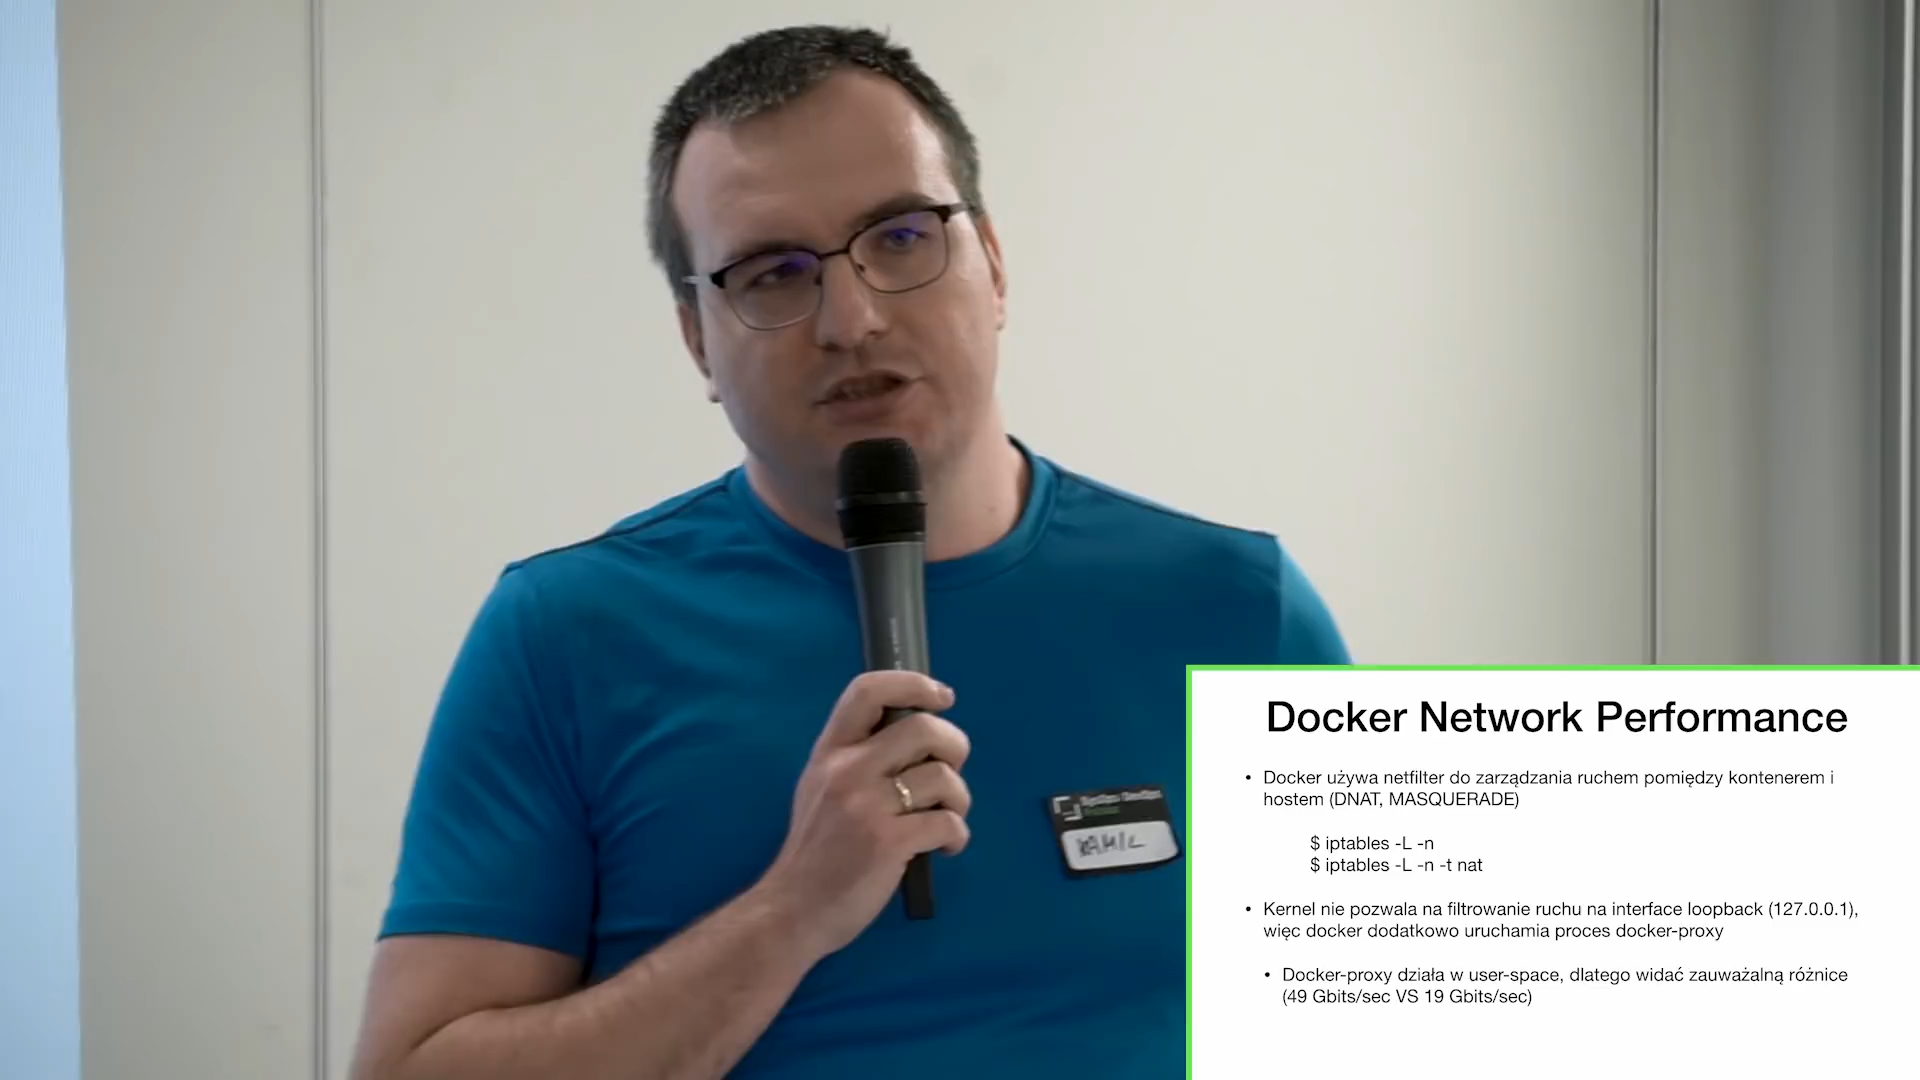 KAMIL
Docker Network Performance
• Docker używa netfilter do zarządzania ruchem pomiędzy kontenerem i
hostem (DNAT, MASQUERADE)
$ iptables -L -n
$ iptables -L -n -t nat
• Kernel nie pozwala na filtrowanie ruchu na interface loopback (127.0.0.1),
więc docker dodatkowo uruchamia proces docker-proxy
• Docker-proxy działa w user-space, dlatego widać zauważalną różnice
(49 Gbits/sec VS 19 Gbits/sec)